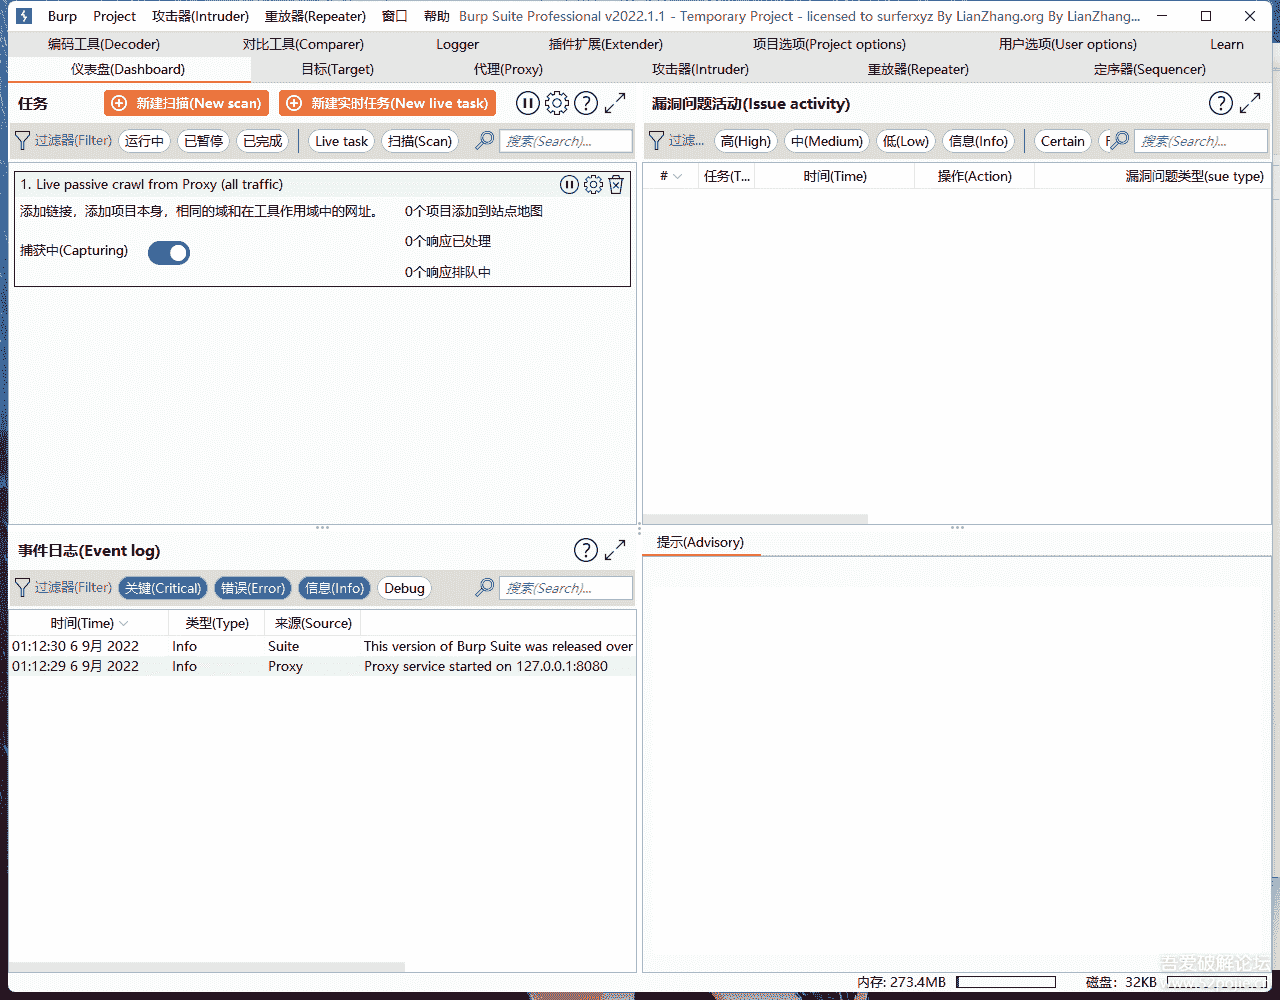 Burp Project 攻击器(Intruder) 重放器(Repeater) 窗口 帮助 Burp Suite Professional v2022.1.1 - Temporary Project - licensed to surferxyz By LianZhang.org By LianZhang...
编码工具(Decoder) 对比工具(Comparer) Logger 插件扩展(Extender) 项目选项(Project options) 用户选项(User options) Learn
仪表盘(Dashboard) 目标(Target) 代理(Proxy) 攻击器(Intruder) 重放器(Repeater) 定序器(Sequencer)
任务 新建扫描(New scan) 新建实时任务(New live task)
过滤器(Filter) 运行中 已暂停 已完成 Live task 扫描(Scan) 搜索(Search)...
1. Live passive crawl from Proxy (all traffic)
添加链接，添加项目本身，相同的域和在工具作用域中的网址。
0个项目添加到站点地图
捕获中(Capturing)
0个响应已处理
0个响应排队中
漏洞问题活动(Issue activity)
过滤... 高(High) 中(Medium) 低(Low) 信息(Info) Certain F 搜索(Search)...
# 任务(T... 时间(Time) 操作(Action) 漏洞问题类型(sue type)
事件日志(Event log)
过滤器(Filter) 关键(Critical) 错误(Error) 信息(Info) Debug 搜索(Search)...
时间(Time) 类型(Type) 来源(Source)
01:12:30 6 9月 2022 Info Suite This version of Burp Suite was released over
01:12:29 6 9月 2022 Info Proxy Proxy service started on 127.0.0.1:8080
提示(Advisory)
吾爱破解论坛
内存: 273.4MB 磁盘: 32KB